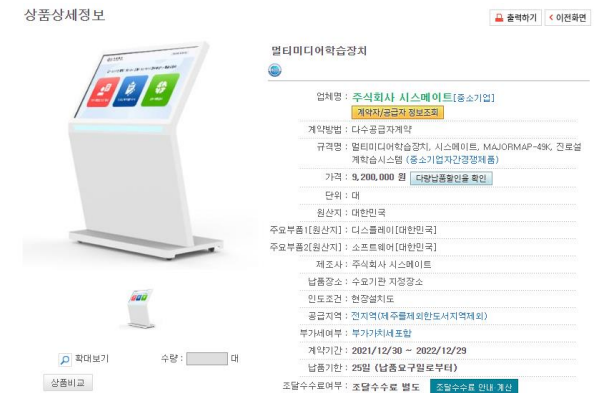 상품상세정보
출력하기
이전화면
멀티미디어학습장치
업체명 : 주식회사 시스메이트[중소기업]
계약자/공급자 정보조회
계약방법 : 다수공급자계약
규격명 : 멀티미디어학습장치, 시스메이트, MAJORMAP-49K, 진로설
계학습시스템 (중소기업자간경쟁제품)
가격 : 9,200,000 원 다량납품할인율 확인
단위 : 대
원산지 : 대한민국
주요부품1[원산지] : 디스플레이[대한민국]
주요부품2[원산지] : 소프트웨어[대한민국]
제조사 : 주식회사 시스메이트
납품장소 : 수요기관 지정장소
인도조건 : 현장설치도
공급지역 : 전지역(제주를제외한도서지역제외)
부가세여부 : 부가가치세포함
계약기간 : 2021/12/30 ~ 2022/12/29
납품기한 : 25일 (납품요구일로부터)
조달수수료여부 : 조달수수료 별도 조달수수료 안내 계산
확대보기
수량 : 대
상품비교